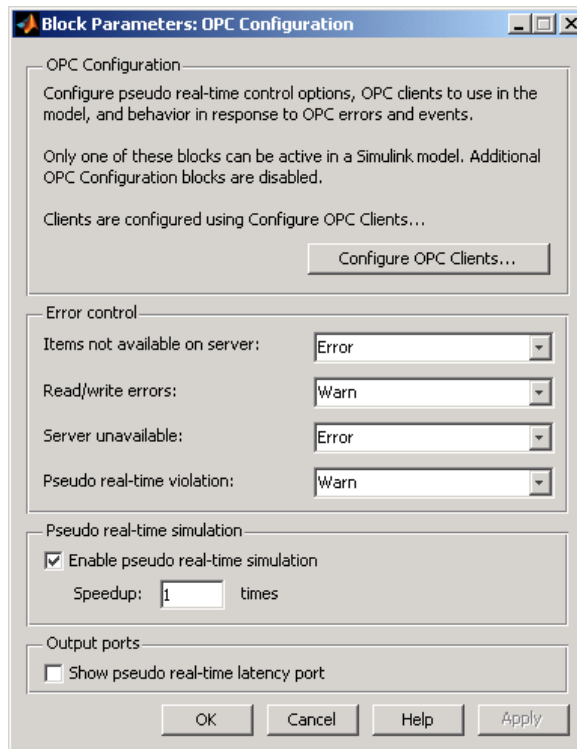 Block Parameters: OPC Configuration
OPC Configuration
Configure pseudo real-time control options, OPC clients to use in the
model, and behavior in response to OPC errors and events.
Only one of these blocks can be active in a Simulink model. Additional
OPC Configuration blocks are disabled.
Clients are configured using Configure OPC Clients...
Configure OPC Clients...
Error control
Items not available on server: Error
Read/write errors: Warn
Server unavailable: Error
Pseudo real-time violation: Warn
Pseudo real-time simulation
Enable pseudo real-time simulation
Speedup: 1 times
Output ports
Show pseudo real-time latency port
OK Cancel Help Apply